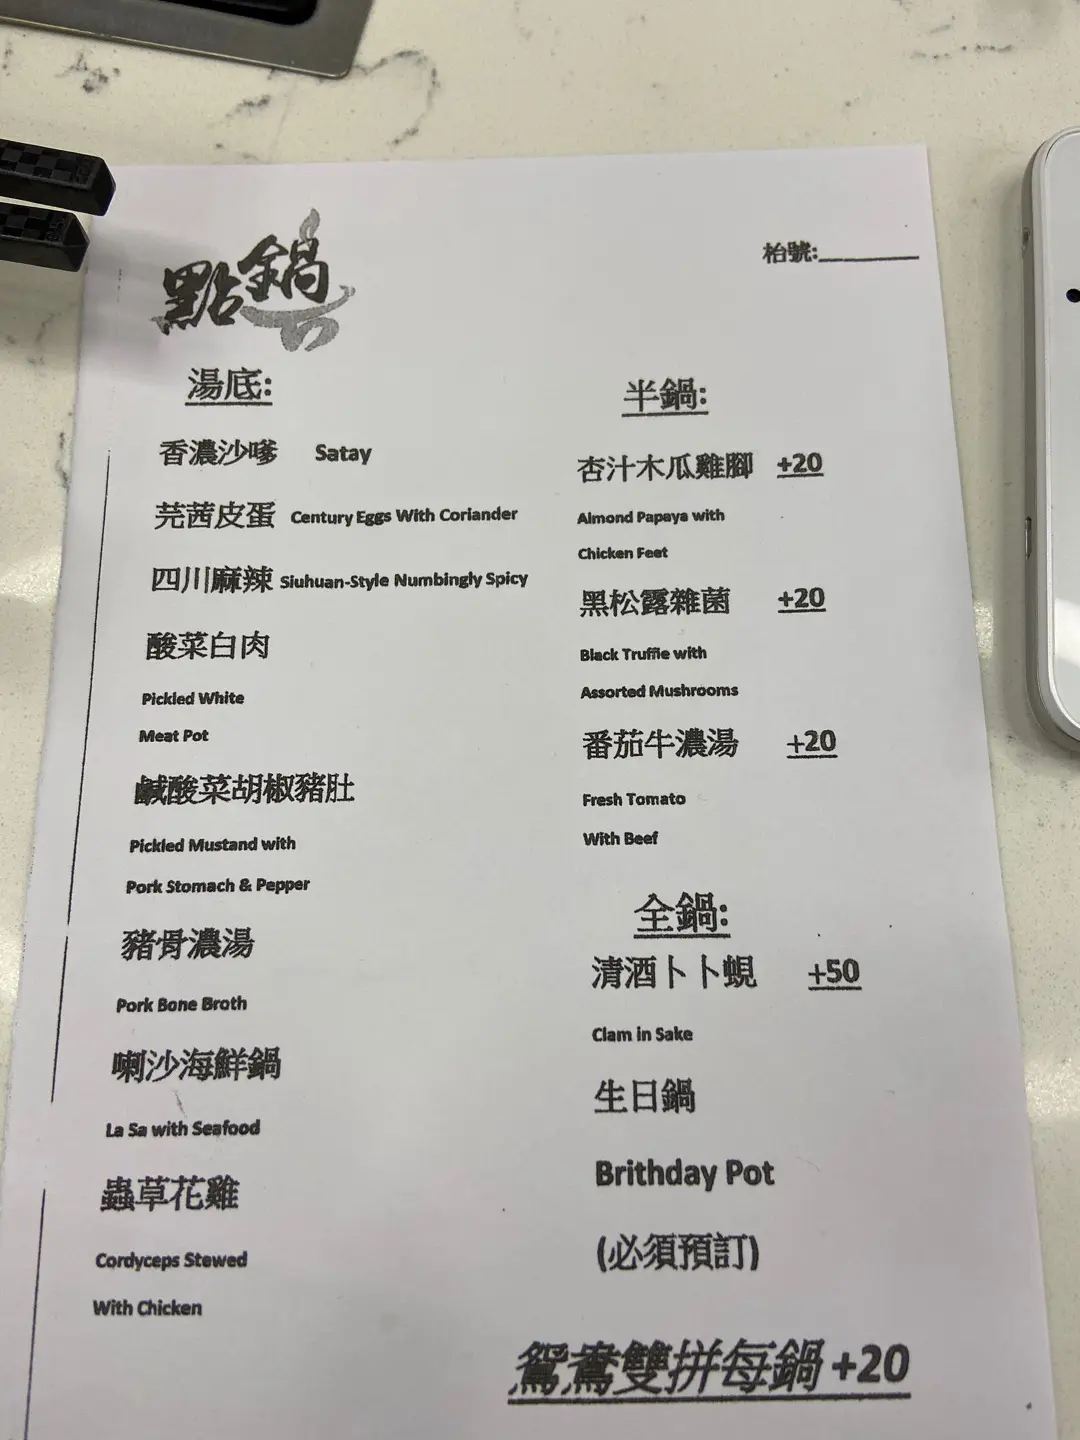 點鍋
枱號:________
湯底:
香濃沙嗲 Satay
芫茜皮蛋 Century Eggs With Coriander
四川麻辣 Siuhuan-Style Numbingly Spicy
酸菜白肉
Pickled White
Meat Pot
鹹酸菜胡椒豬肚
Pickled Mustand with
Pork Stomach & Pepper
豬骨濃湯
Pork Bone Broth
喇沙海鮮鍋
La Sa with Seafood
蟲草花雞
Cordyceps Stewed
With Chicken
半鍋:
杏汁木瓜雞腳 +20
Almond Papaya with
Chicken Feet
黑松露雜菌 +20
Black Truffle with
Assorted Mushrooms
番茄牛濃湯 +20
Fresh Tomato
With Beef
全鍋:
清酒卜卜蜆 +50
Clam in Sake
生日鍋
Brithday Pot
(必須預訂)
鴛鴦雙拼每鍋 +20